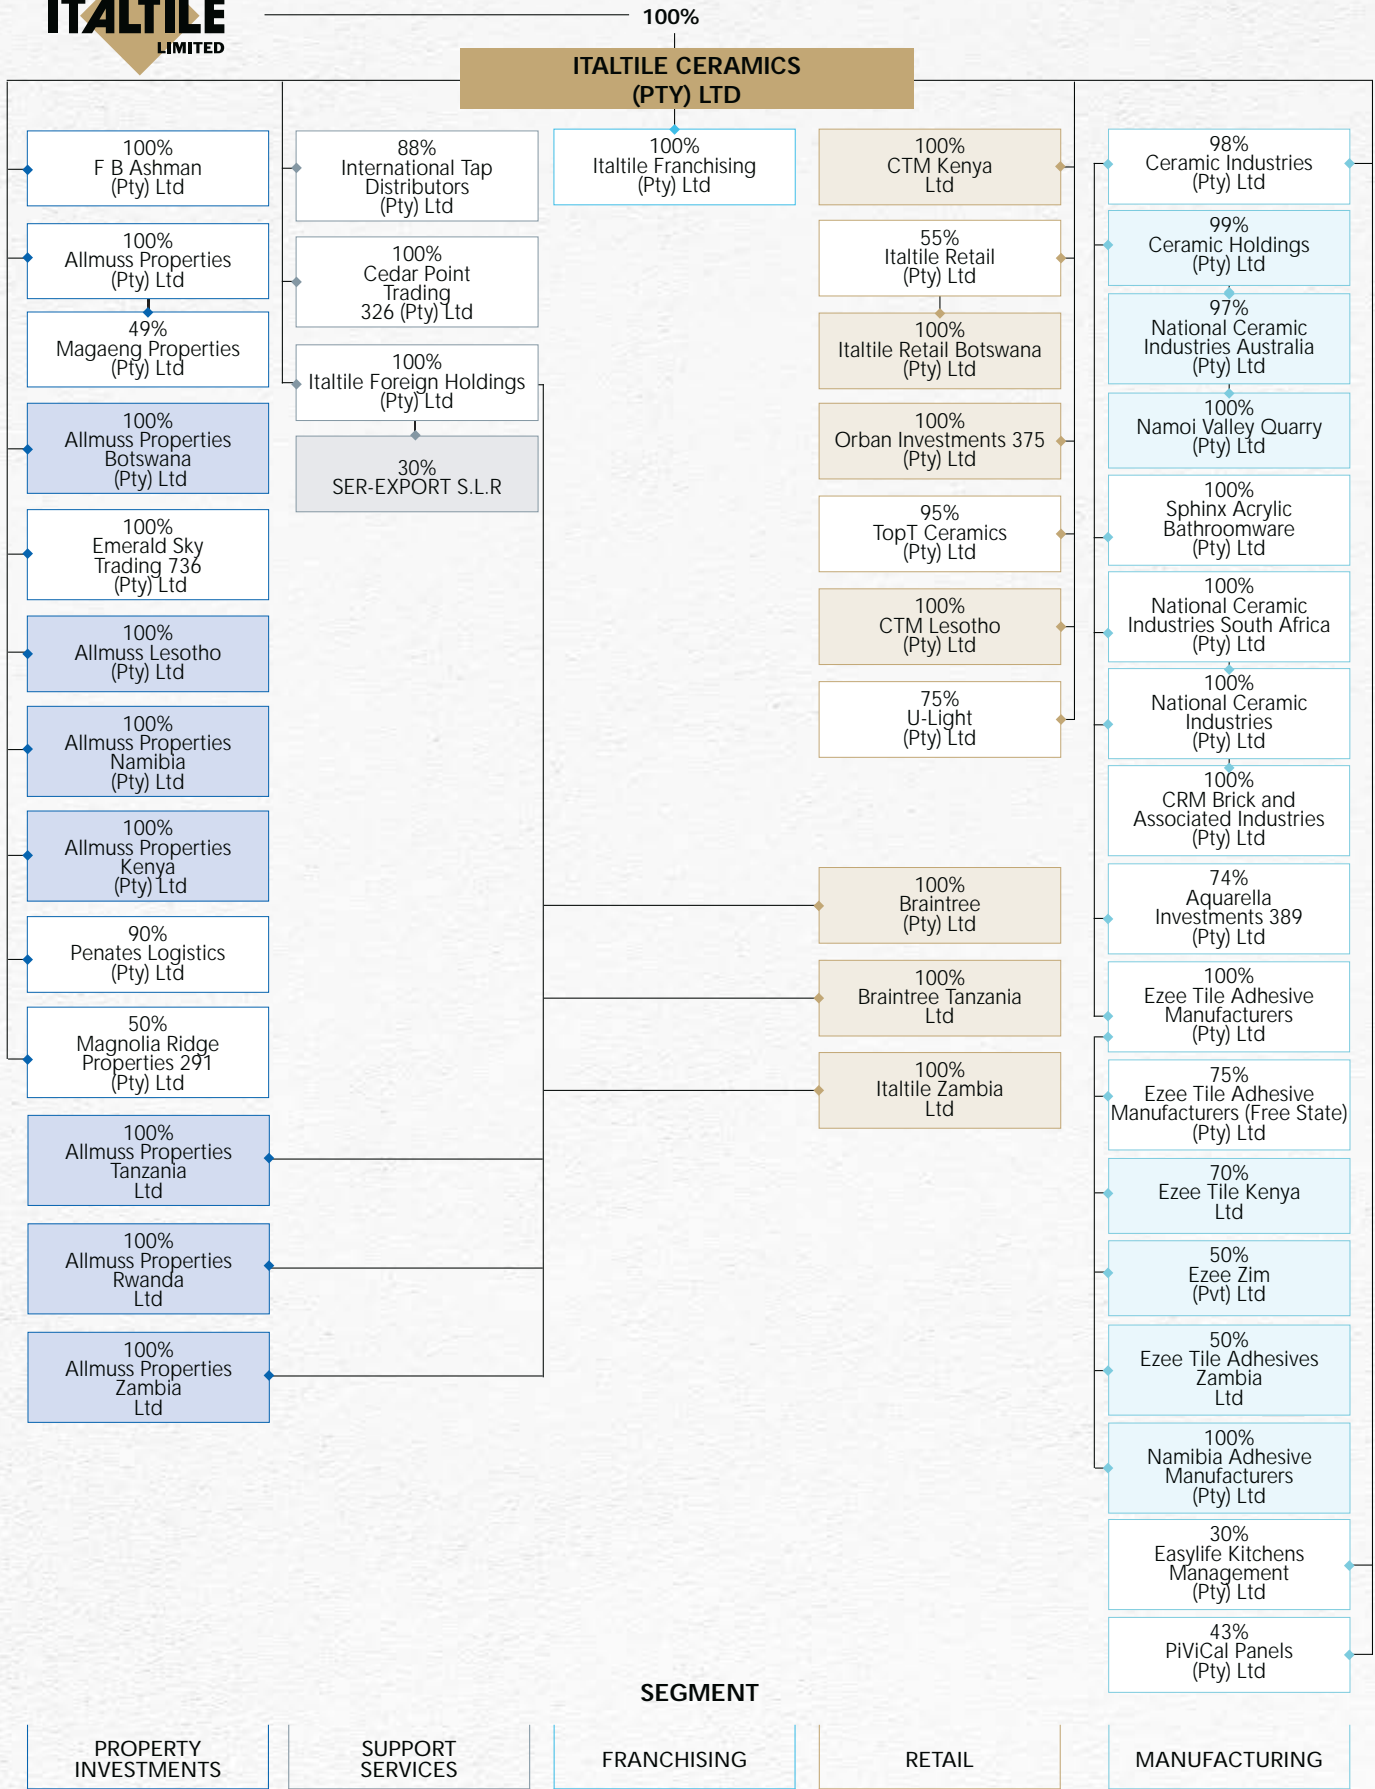 ITALTILE
LIMITED
100%
ITALTILE CERAMICS
(PTY) LTD
100%
F B Ashman
(Pty) Ltd
100%
Allmuss Properties
(Pty) Ltd
49%
Magaeng Properties
(Pty) Ltd
100%
Allmuss Properties
Botswana
(Pty) Ltd
100%
Emerald Sky
Trading 736
(Pty) Ltd
100%
Allmuss Lesotho
(Pty) Ltd
100%
Allmuss Properties
Namibia
(Pty) Ltd
100%
Allmuss Properties
Kenya
(Pty) Ltd
90%
Penates Logistics
(Pty) Ltd
50%
Magnolia Ridge
Properties 291
(Pty) Ltd
100%
Allmuss Properties
Tanzania
Ltd
100%
Allmuss Properties
Rwanda
Ltd
100%
Allmuss Properties
Zambia
Ltd
88%
International Tap
Distributors
(Pty) Ltd
100%
Cedar Point
Trading
326 (Pty) Ltd
100%
Italtile Foreign Holdings
(Pty) Ltd
30%
SER-EXPORT S.L.R
100%
Italtile Franchising
(Pty) Ltd
100%
CTM Kenya
Ltd
55%
Italtile Retail
(Pty) Ltd
100%
Italtile Retail Botswana
(Pty) Ltd
100%
Orban Investments 375
(Pty) Ltd
95%
TopT Ceramics
(Pty) Ltd
100%
CTM Lesotho
(Pty) Ltd
75%
U-Light
(Pty) Ltd
100%
Braintree
(Pty) Ltd
100%
Braintree Tanzania
Ltd
100%
Italtile Zambia
Ltd
98%
Ceramic Industries
(Pty) Ltd
99%
Ceramic Holdings
(Pty) Ltd
97%
National Ceramic
Industries Australia
(Pty) Ltd
100%
Namoi Valley Quarry
(Pty) Ltd
100%
Sphinx Acrylic
Bathroomware
(Pty) Ltd
100%
National Ceramic
Industries South Africa
(Pty) Ltd
100%
National Ceramic
Industries
(Pty) Ltd
100%
CRM Brick and
Associated Industries
(Pty) Ltd
74%
Aquarella
Investments 389
(Pty) Ltd
100%
Ezee Tile Adhesive
Manufacturers
(Pty) Ltd
75%
Ezee Tile Adhesive
Manufacturers (Free State)
(Pty) Ltd
70%
Ezee Tile Kenya
Ltd
50%
Ezee Zim
(Pvt) Ltd
50%
Ezee Tile Adhesives
Zambia
Ltd
100%
Namibia Adhesive
Manufacturers
(Pty) Ltd
30%
Easylife Kitchens
Management
(Pty) Ltd
43%
PiViCal Panels
(Pty) Ltd
SEGMENT
PROPERTY
INVESTMENTS
SUPPORT
SERVICES
FRANCHISING
RETAIL
MANUFACTURING